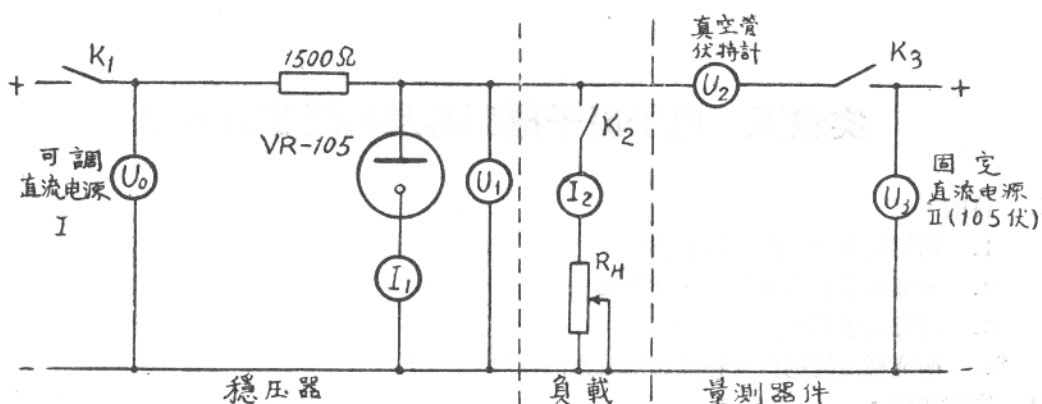 真空管
伏特計
K₁
1500Ω
K₃
+
U₂
+
K₂
VR-105
可調
直流电源
I
U₀
U₁
I₂
U₃
固定
直流电源
II(105伏)
I₁
R_H
-
-
穩压器
负載
量測器件